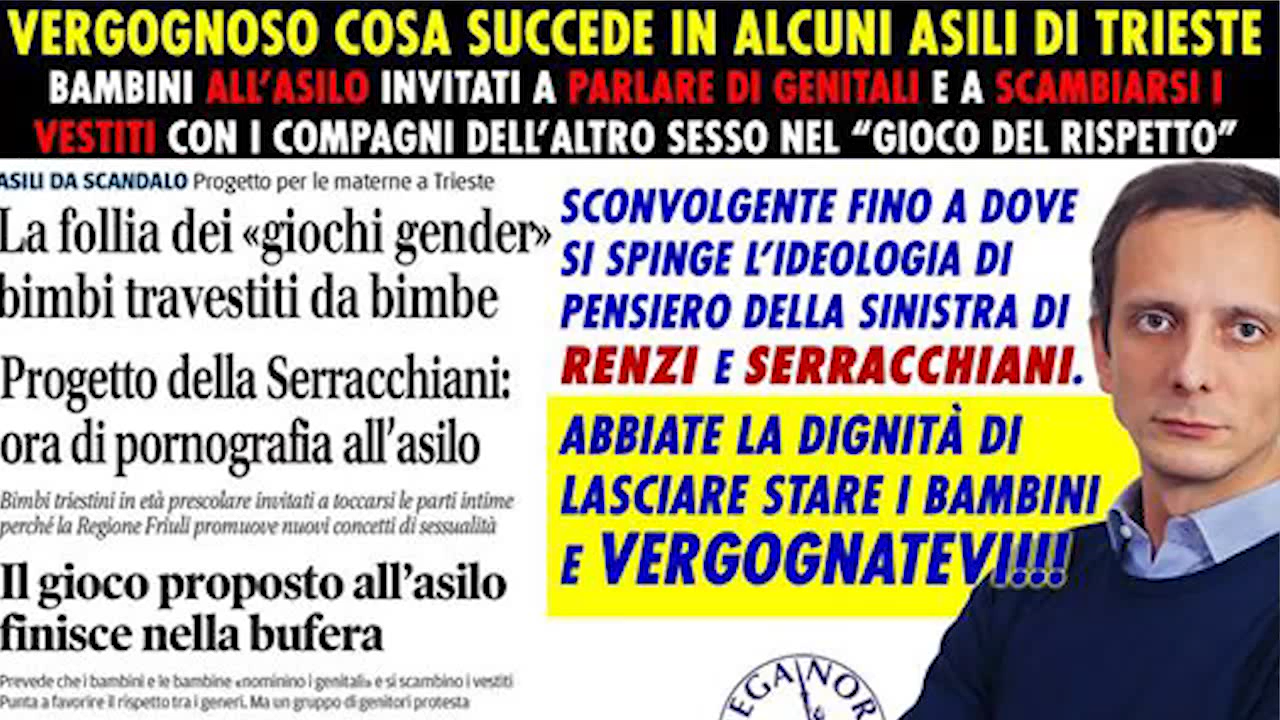 VERGOGNOSO COSA SUCCEDE IN ALCUNI ASILI DI TRIESTE
BAMBINI ALL'ASILO INVITATI A PARLARE DI GENITALI E A SCAMBIARSI I
VESTITI CON I COMPAGNI DELL'ALTRO SESSO NEL “GIOCO DEL RISPETTO”
ASILI DA SCANDALO Progetto per le materne a Trieste
La follia dei «giochi gender»
bimbi travestiti da bimbe
Progetto della Serracchiani:
ora di pornografia all'asilo
Bimbi triestini in età prescolare invitati a toccarsi le parti intime
perché la Regione Friuli promuove nuovi concetti di sessualità
Il gioco proposto all'asilo
finisce nella bufera
Prevede che i bambini e le bambine «nominino i genitali» e si scambino i vestiti
Punta a favorire il rispetto tra i generi. Ma un gruppo di genitori protesta
SCONVOLGENTE FINO A DOVE
SI SPINGE L'IDEOLOGIA DI
PENSIERO DELLA SINISTRA DI
RENZI E SERRACCHIANI.
ABBIATE LA DIGNITÀ DI
LASCIARE STARE I BAMBINI
E VERGOGNATEVI!!!!
EGA NOR